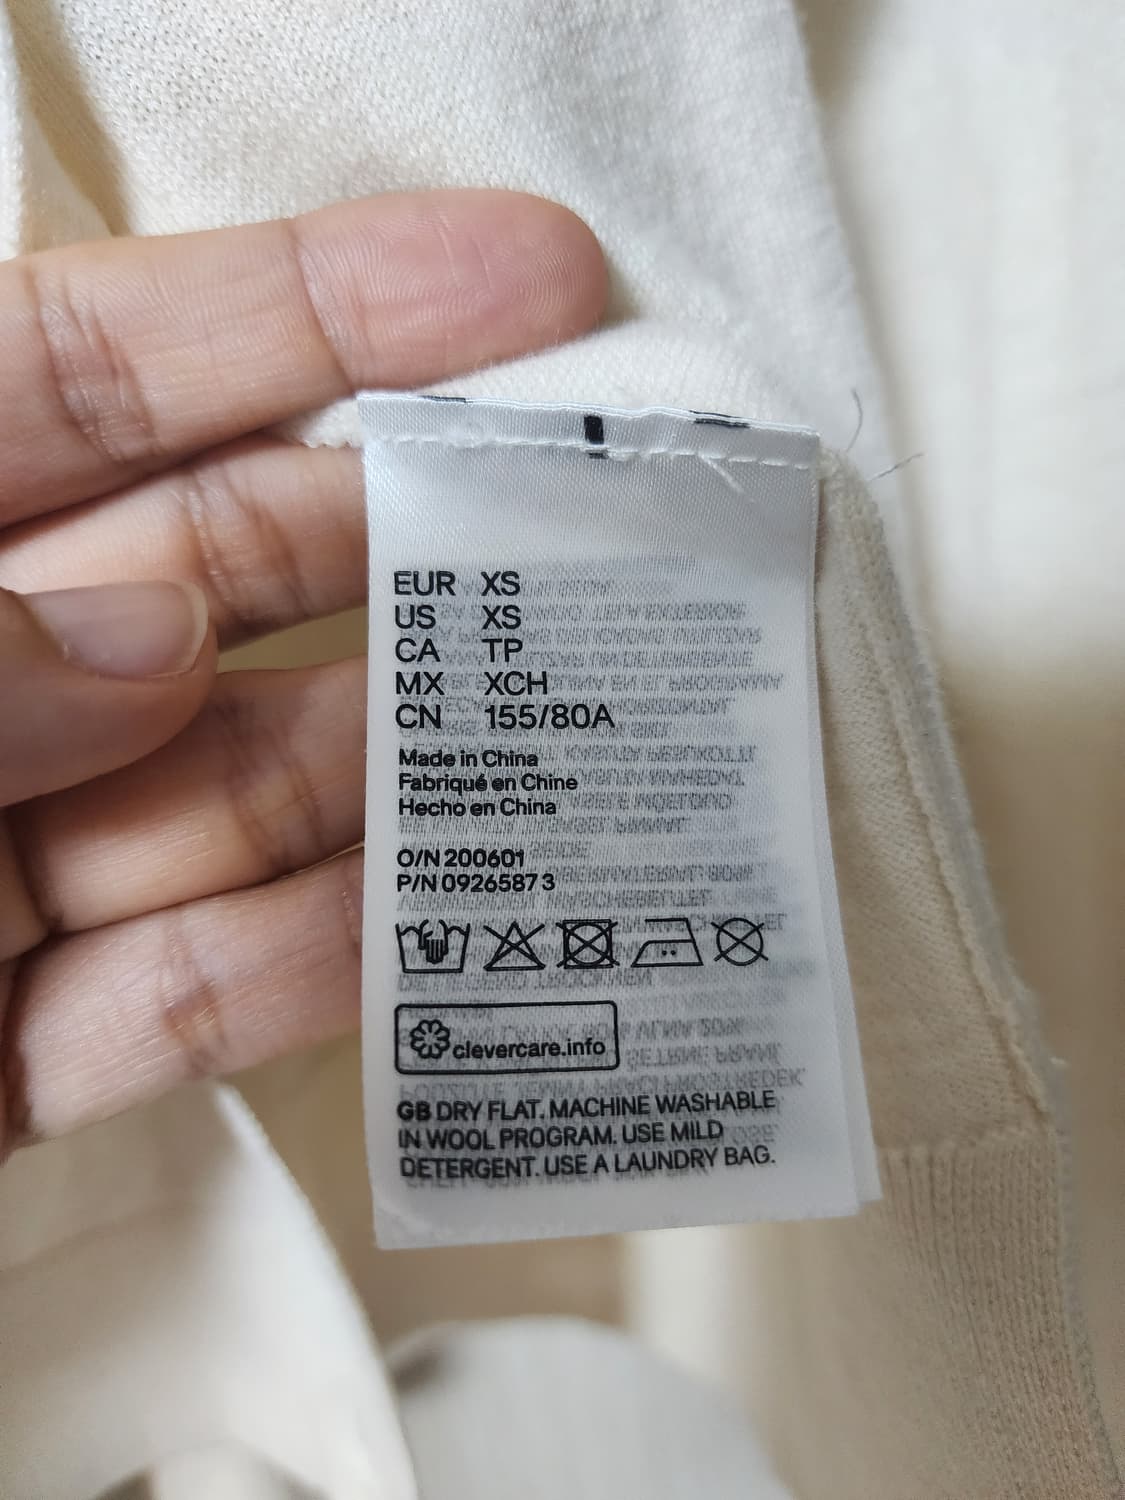 EUR XS
US XS
CA TP
MX XCH
CN 155/80A
Made in China
Fabriqué en Chine
Hecho en China
O/N 200601
P/N 0926587 3
clevercare.info
GB DRY FLAT. MACHINE WASHABLE
IN WOOL PROGRAM. USE MILD
DETERGENT. USE A LAUNDRY BAG.